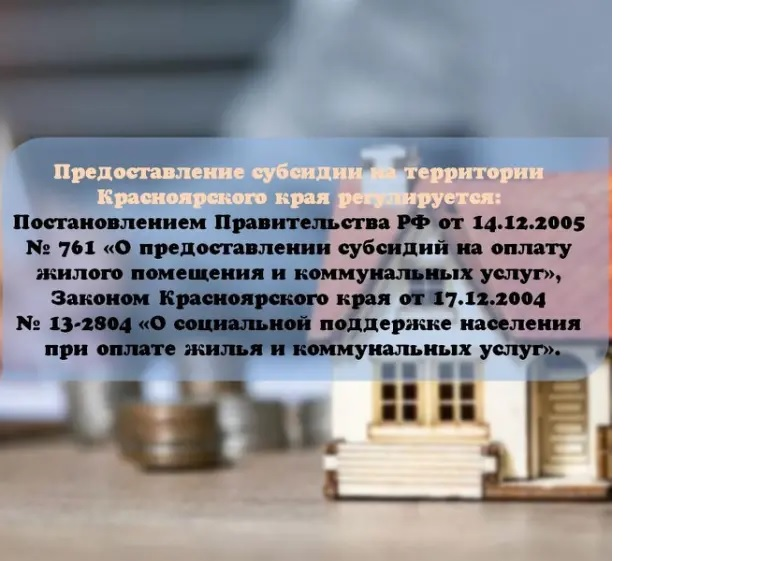 Предоставление субсидии на территории
Красноярского края регулируется:
Постановлением Правительства РФ от 14.12.2005
№ 761 «О предоставлении субсидий на оплату
жилого помещения и коммунальных услуг»,
Законом Красноярского края от 17.12.2004
№ 13-2804 «О социальной поддержке населения
при оплате жилья и коммунальных услуг».